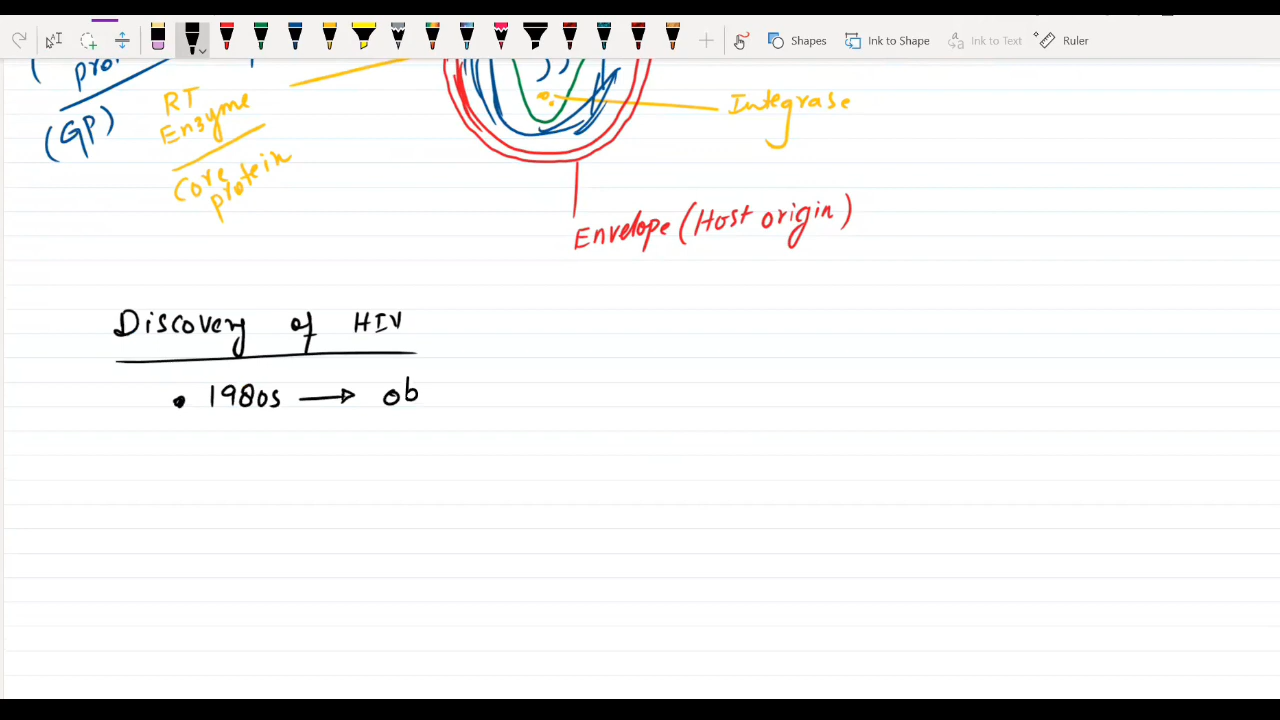 Shapes Ink to Shape Ink to Text Ruler
(GP)
RT
Enzyme
Core
protein
Integrase
Envelope (Host origin)
Discovery of HIV
• 1980s → ob